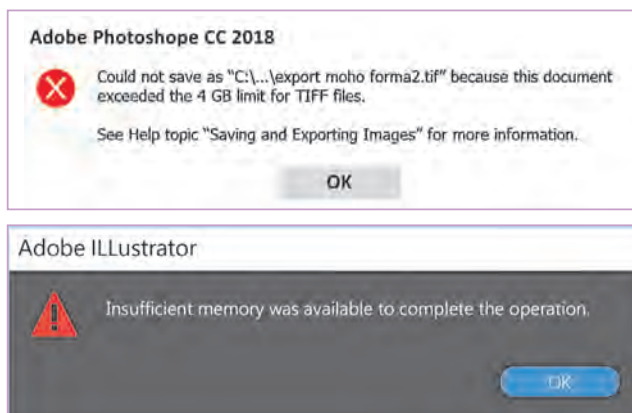 Adobe Photoshope CC 2018
Could not save as "C:\...\export moho forma2.tif" because this document
exceeded the 4 GB limit for TIFF files.
See Help topic "Saving and Exporting Images" for more information.
OK
Adobe ILLustrator
Insufficient memory was available to complete the operation.
OK